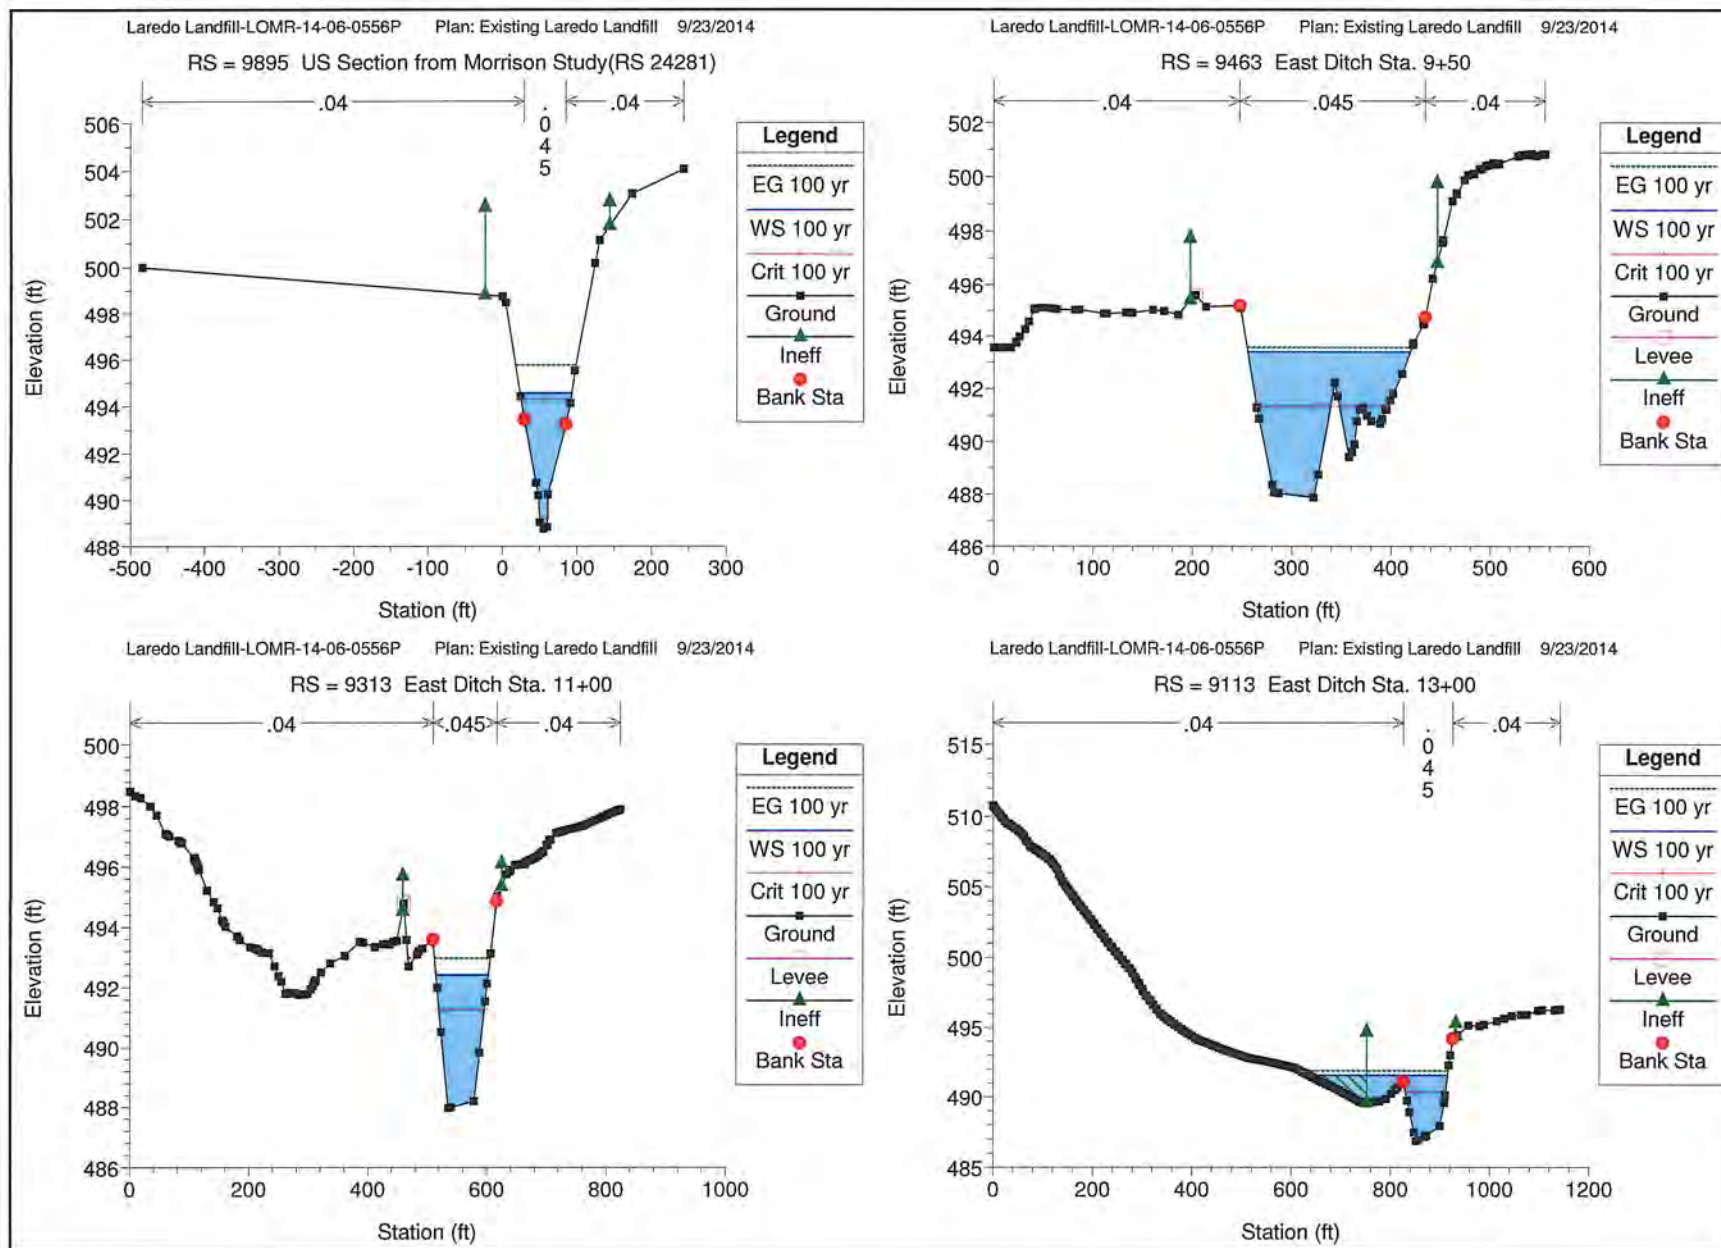 Laredo Landfill-LOMR-14-06-0556P Plan: Existing Laredo Landfill 9/23/2014
RS = 9895 US Section from Morrison Study(RS 24281)
.04
.045
.04
506
504
502
500
498
496
494
492
490
488
Elevation (ft)
-500
-400
-300
-200
-100
0
100
200
300
Station (ft)
Legend
EG 100 yr
WS 100 yr
Crit 100 yr
Ground
Ineff
Bank Sta
Laredo Landfill-LOMR-14-06-0556P Plan: Existing Laredo Landfill 9/23/2014
RS = 9463 East Ditch Sta. 9+50
.04
.045
.04
502
500
498
496
494
492
490
488
486
Elevation (ft)
0
100
200
300
400
500
600
Station (ft)
Legend
EG 100 yr
WS 100 yr
Crit 100 yr
Ground
Levee
Ineff
Bank Sta
Laredo Landfill-LOMR-14-06-0556P Plan: Existing Laredo Landfill 9/23/2014
RS = 9313 East Ditch Sta. 11+00
.04
.045
.04
500
498
496
494
492
490
488
486
Elevation (ft)
0
200
400
600
800
1000
Station (ft)
Legend
EG 100 yr
WS 100 yr
Crit 100 yr
Ground
Levee
Ineff
Bank Sta
Laredo Landfill-LOMR-14-06-0556P Plan: Existing Laredo Landfill 9/23/2014
RS = 9113 East Ditch Sta. 13+00
.04
.045
.04
515
510
505
500
495
490
485
Elevation (ft)
0
200
400
600
800
1000
1200
Station (ft)
Legend
EG 100 yr
WS 100 yr
Crit 100 yr
Ground
Levee
Ineff
Bank Sta